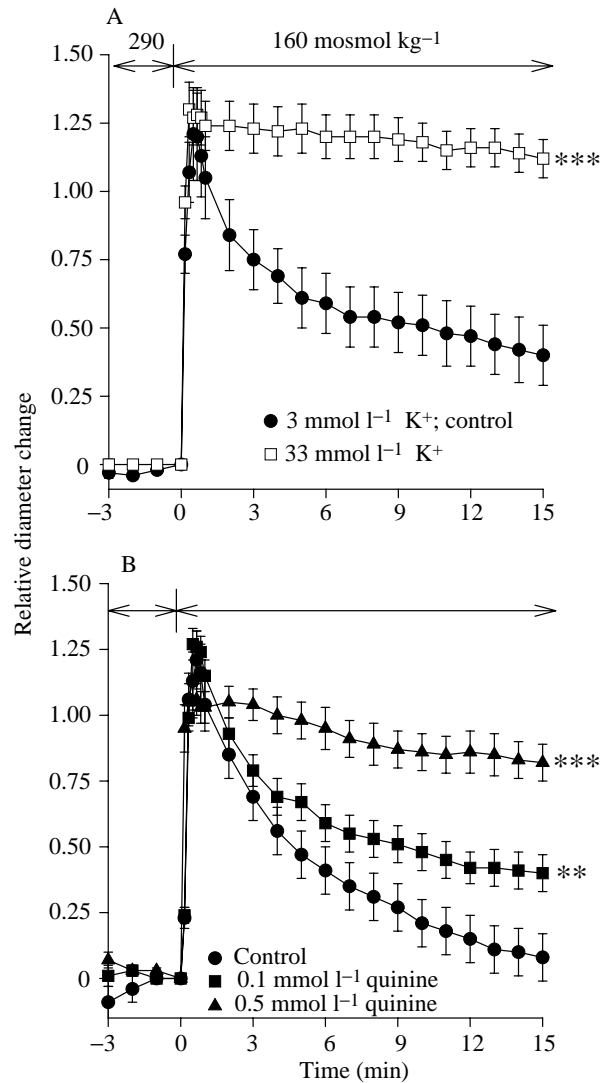 A
290
160 mosmol kg⁻¹
1.50
1.25
***
1.00
0.75
0.50
0.25
● 3 mmol l⁻¹ K⁺; control
□ 33 mmol l⁻¹ K⁺
0
−3 0 3 6 9 12 15
Relative diameter change
B
1.50
1.25
1.00
***
0.75
0.50
**
0.25
● Control
■ 0.1 mmol l⁻¹ quinine
▲ 0.5 mmol l⁻¹ quinine
0
−3 0 3 6 9 12 15
Time (min)